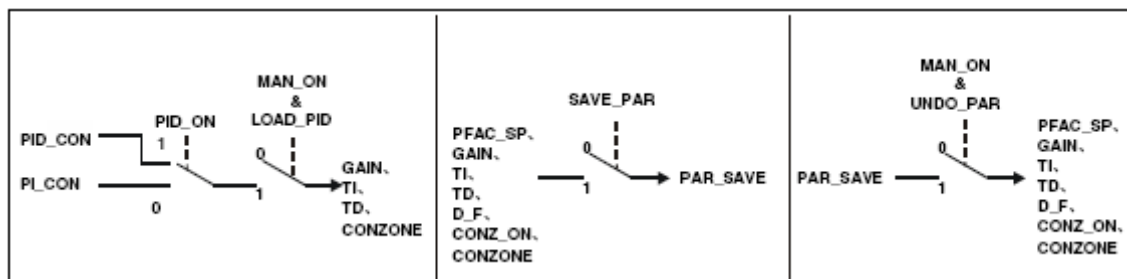 MAN_ON
&
LOAD_PID
PID_ON
PID_CON
1
0
PI_CON
0
1
GAIN、
TI、
TD、
CONZONE
SAVE_PAR
PFAC_SP、
GAIN、
TI、
TD、
D_F、
CONZ_ON、
CONZONE
0
1
PAR_SAVE
MAN_ON
&
UNDO_PAR
PAR_SAVE
0
1
PFAC_SP、
GAIN、
TI、
TD、
D_F、
CONZ_ON、
CONZONE